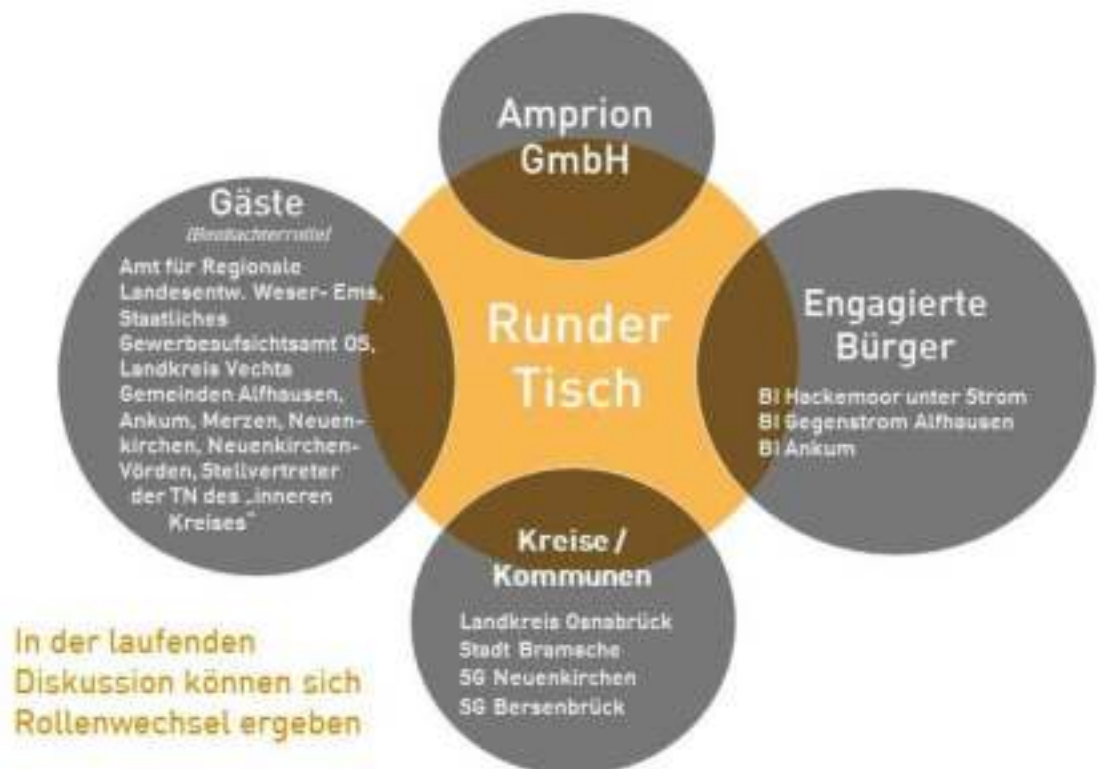 Amprion
GmbH
Gäste
(Beobachterrolle)
Amt für Regionale
Landesentw. Weser- Ems,
Staatliches
Gewerbeaufsichtsamt OS,
Landkreis Vechta
Gemeinden Alfhausen,
Ankum, Merzen, Neuen-
kirchen, Neuenkirchen-
Vörden, Stellvertreter
der TN des „inneren
Kreises“
Runder
Tisch
Engagierte
Bürger
BI Hackemoor unter Strom
BI Gegenstrom Alfhausen
BI Ankum
Kreise /
Kommunen
Landkreis Osnabrück
Stadt Bramsche
SG Neuenkirchen
SG Bersenbrück
In der laufenden
Diskussion können sich
Rollenwechsel ergeben